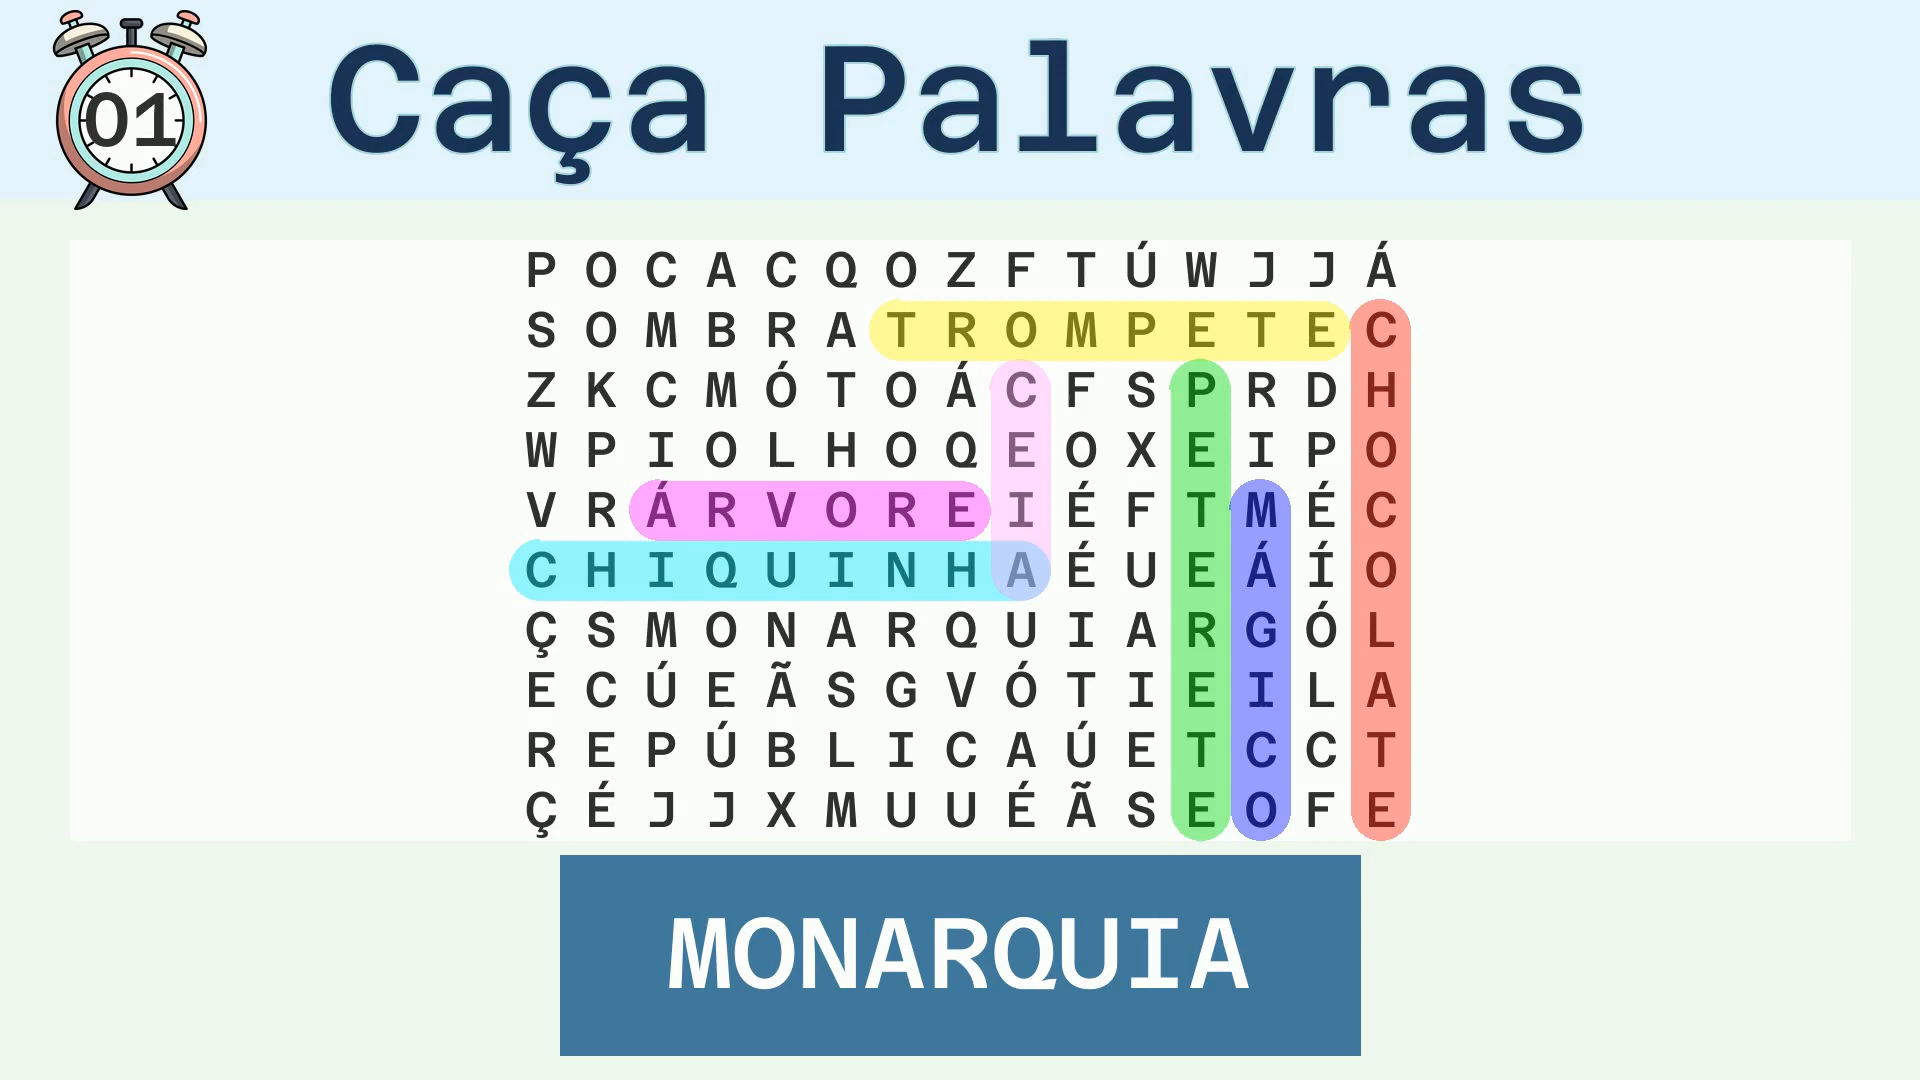 01
Caça Palavras
P O C A C Q O Z F T Ú W J J Á
S O M B R A T R O M P E T E C
Z K C M Ó T O Á C F S P R D H
W P I O L H O Q E O X E I P O
V R Á R V O R E I É F T M É C
C H I Q U I N H A É U E Á Í O
Ç S M O N A R Q U I A R G Ó L
E C Ú E Ã S G V Ó T I E I L A
R E P Ú B L I C A Ú E T C C T
Ç É J J X M U U É Ã S E O F E
MONARQUIA